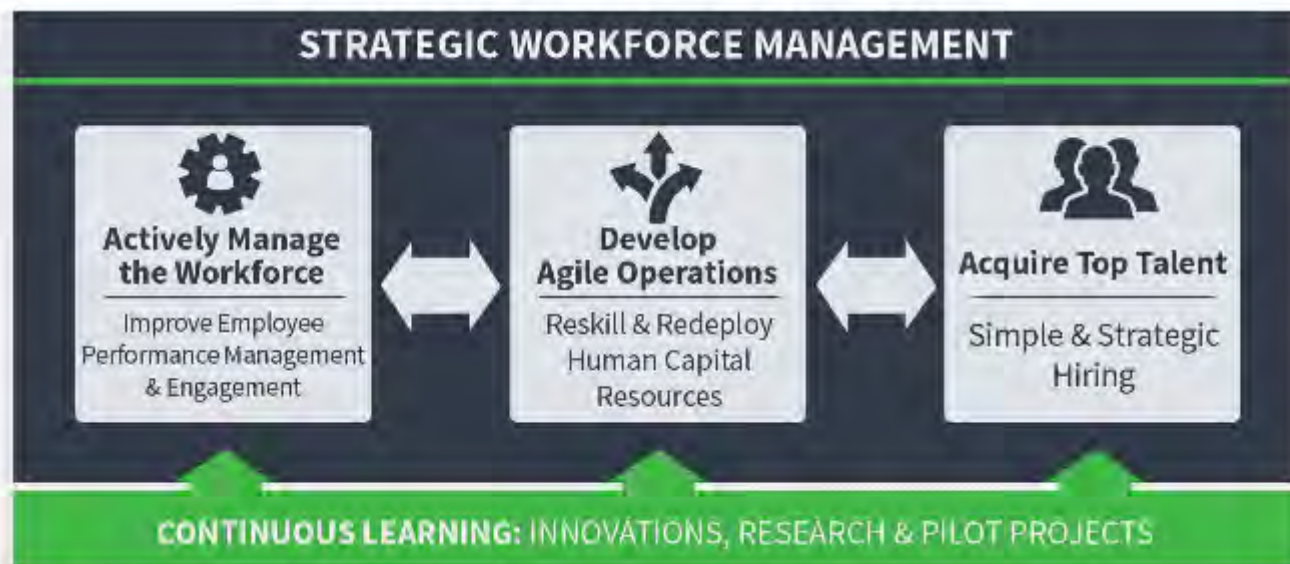 STRATEGIC WORKFORCE MANAGEMENT
Actively Manage
the Workforce
Improve Employee
Performance Management
& Engagement
Develop
Agile Operations
Reskill & Redeploy
Human Capital
Resources
Acquire Top Talent
Simple & Strategic
Hiring
CONTINUOUS LEARNING: INNOVATIONS, RESEARCH & PILOT PROJECTS